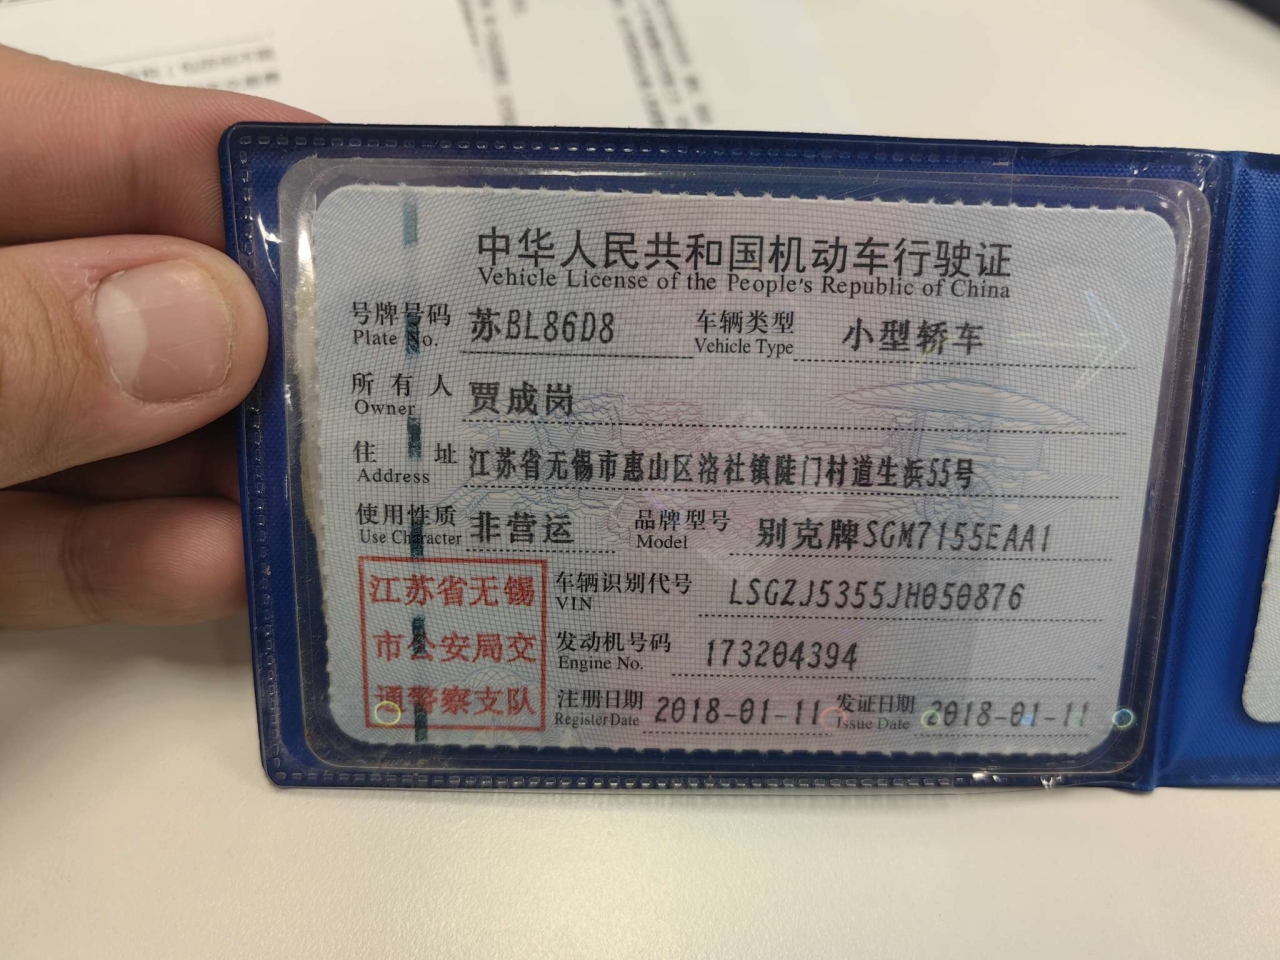 中华人民共和国机动车行驶证
Vehicle License of the People's Republic of China
号牌号码 苏BL86D8 车辆类型 小型轿车
Plate No. Vehicle Type
所有人 贾成岗
Owner
住址 江苏省无锡市惠山区洛社镇陡门村道生浜55号
Address
使用性质 非营运 品牌型号 别克牌SGM7155EAA1
Use Character Model
江苏省无锡
市公安局交
通警察支队
车辆识别代号 LSGZJ5355JH050876
VIN
发动机号码 173204394
Engine No.
注册日期 2018-01-11 发证日期 2018-01-11
Register Date Issue Date